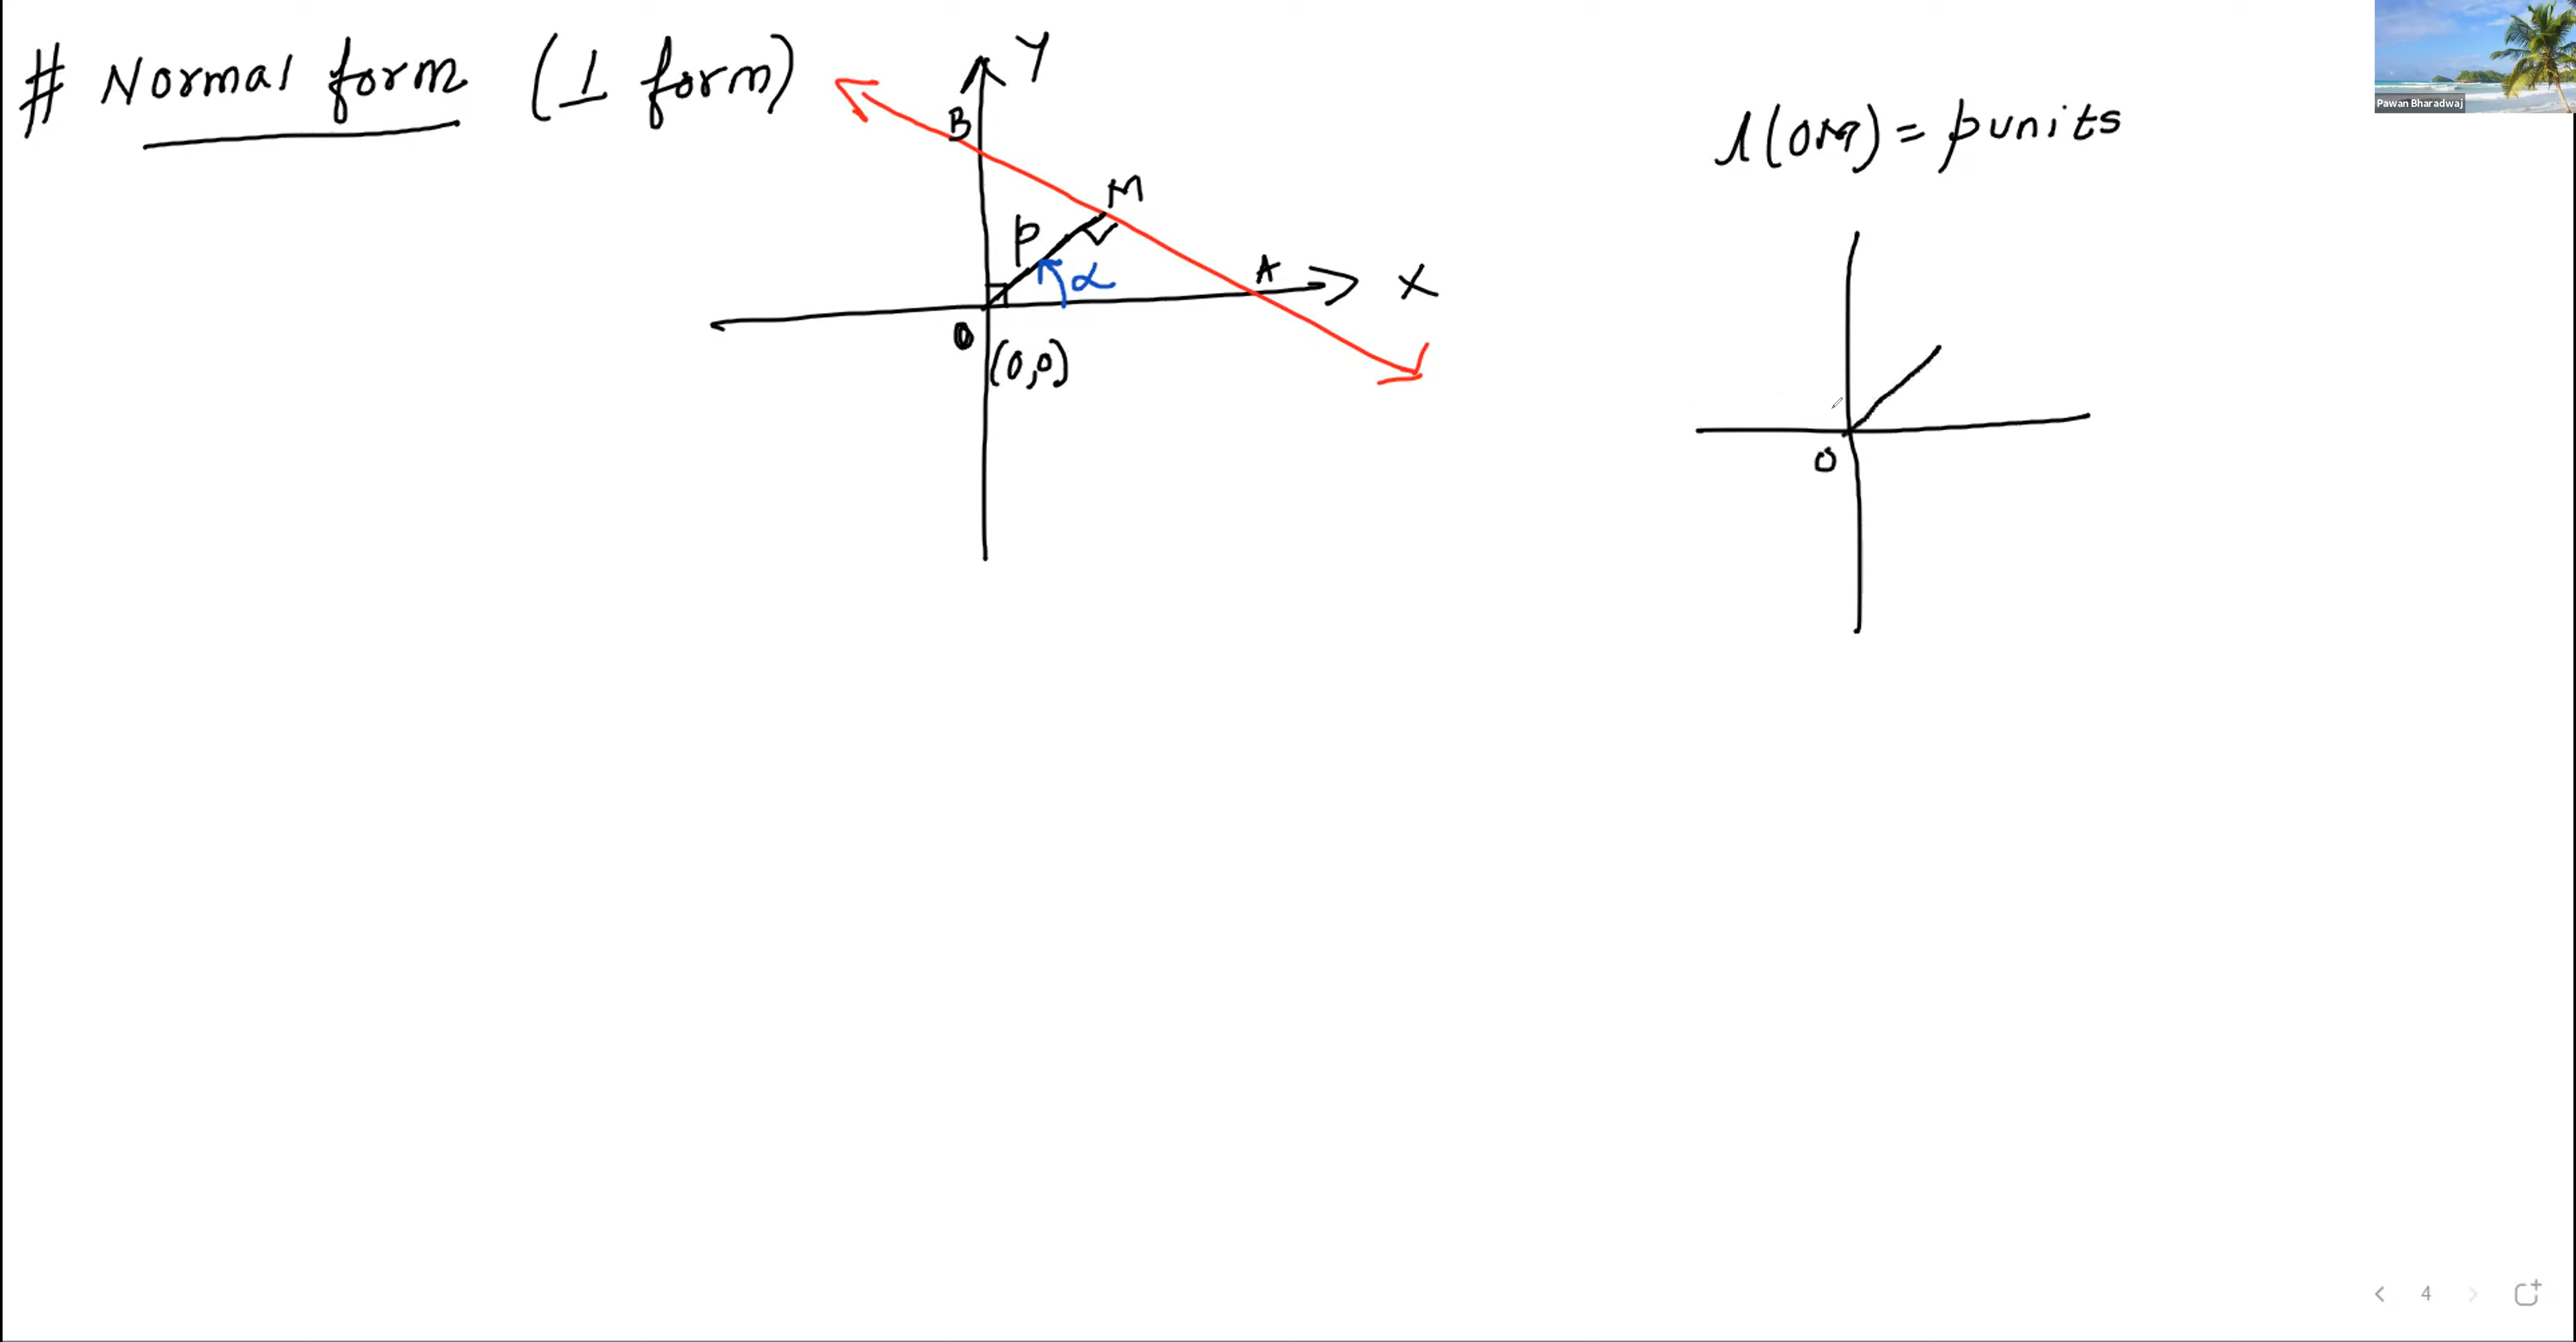 # Normal form (⊥ form)
Y
B
M
p
α
A
X
O
(0,0)
l(OM) = p units
O
Pawan Bharadwaj
4